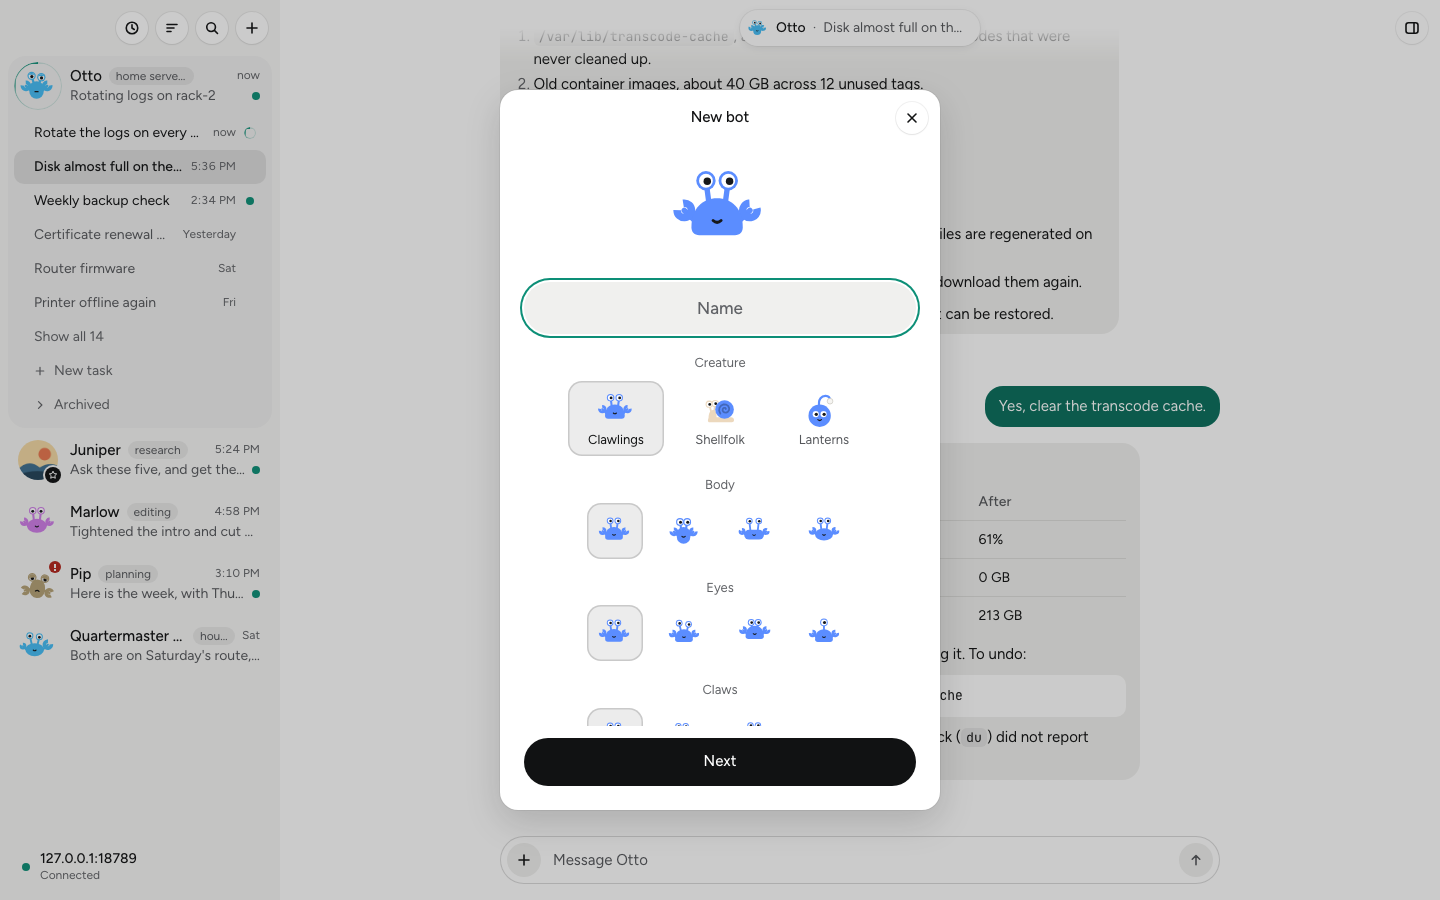 Otto home serve... now
Rotating logs on rack-2
Rotate the logs on every ... now
Disk almost full on the... 5:36 PM
Weekly backup check 2:34 PM
Certificate renewal ... Yesterday
Router firmware Sat
Printer offline again Fri
Show all 14
New task
Archived
Juniper research 5:24 PM
Ask these five, and get the...
Marlow editing 4:58 PM
Tightened the intro and cut ...
Pip planning 3:10 PM
Here is the week, with Thu...
Quartermaster ... hou... Sat
Both are on Saturday's route,...
127.0.0.1:18789
Connected
Otto · Disk almost full on th...
1. /var/lib/transcode-cache, that were
never cleaned up.
2. Old container images, about 40 GB across 12 unused tags.
are regenerated on
download them again.
can be restored.
Yes, clear the transcode cache.
After
61%
0 GB
213 GB
it. To undo:
(du) did not report
Message Otto
New bot
Name
Creature
Clawlings Shellfolk Lanterns
Body
Eyes
Claws
Next